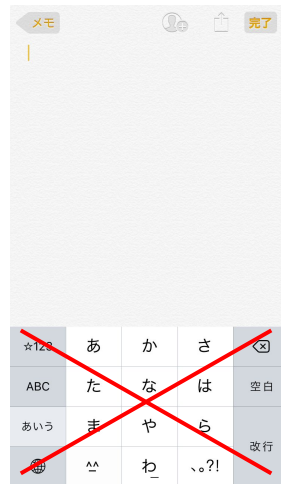 メモ 完了
☆123 あ か さ
ABC た な は 空白
あいう ま や ら
^^ わ_ 、。?! 改行